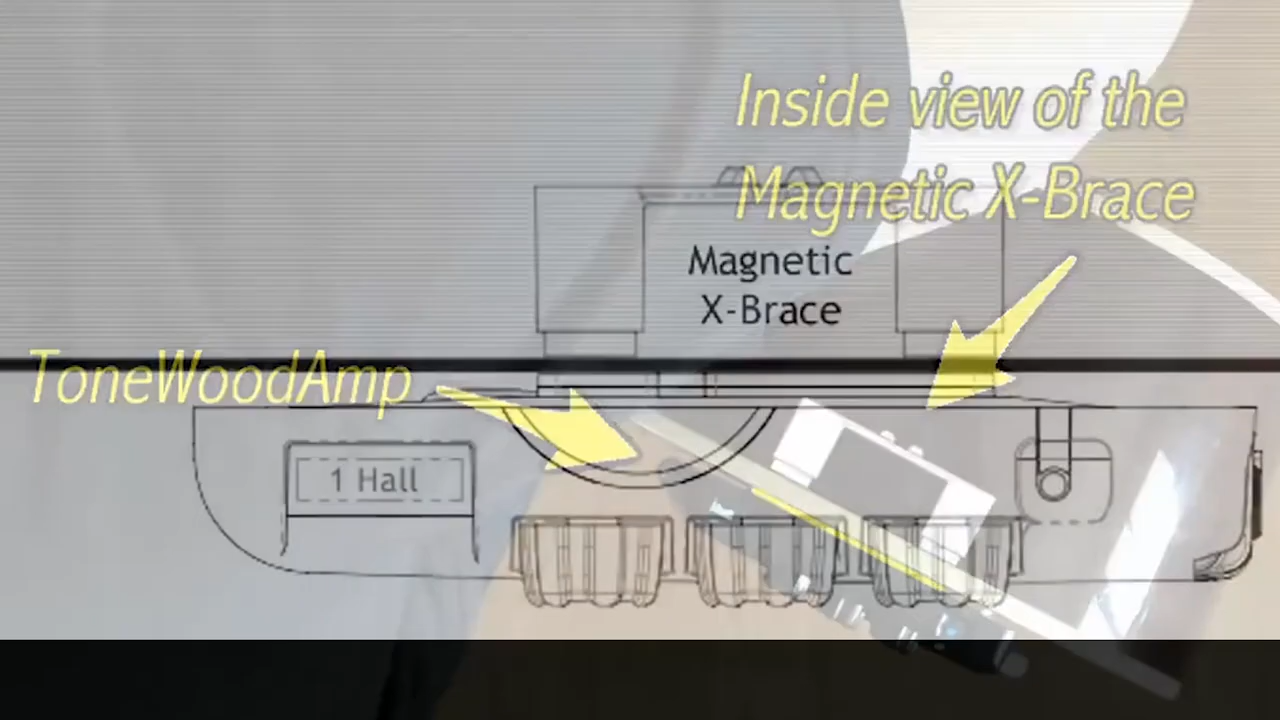 Inside view of the
Magnetic X-Brace
Magnetic
X-Brace
ToneWoodAmp
1 Hall